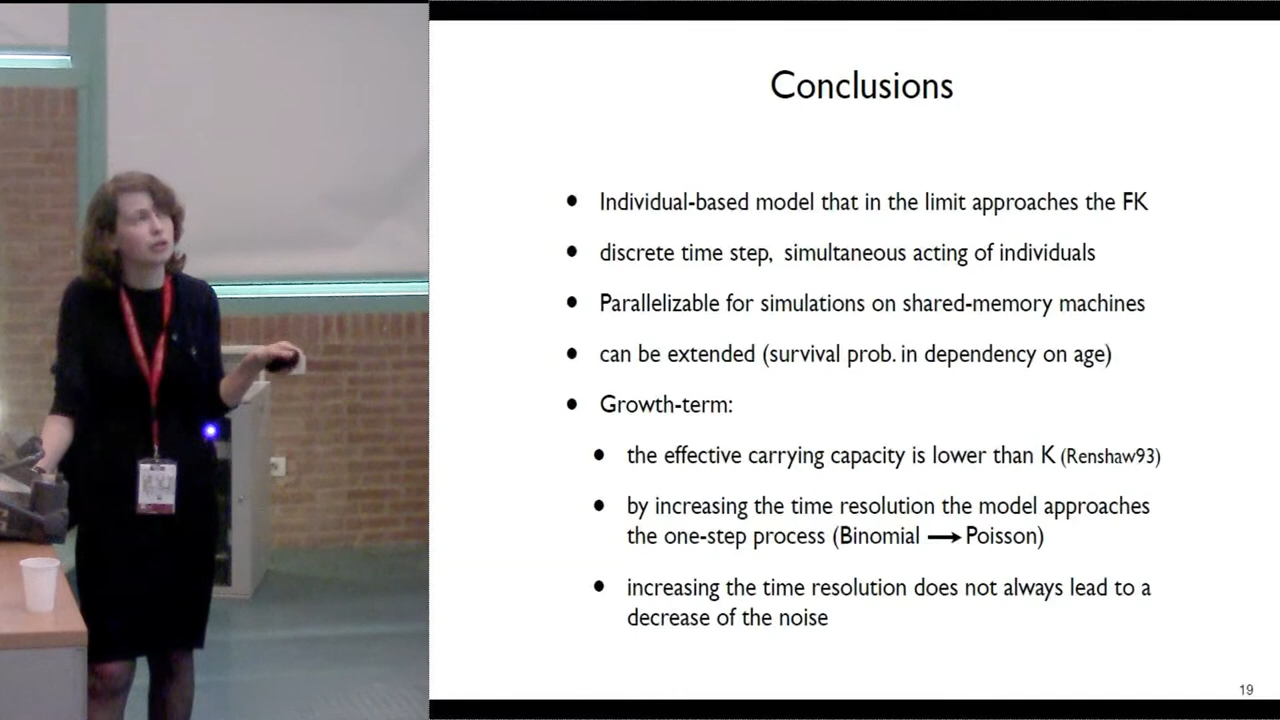 Conclusions
• Individual-based model that in the limit approaches the FK
• discrete time step, simultaneous acting of individuals
• Parallelizable for simulations on shared-memory machines
• can be extended (survival prob. in dependency on age)
• Growth-term:
• the effective carrying capacity is lower than K (Renshaw93)
• by increasing the time resolution the model approaches
the one-step process (Binomial → Poisson)
• increasing the time resolution does not always lead to a
decrease of the noise
19